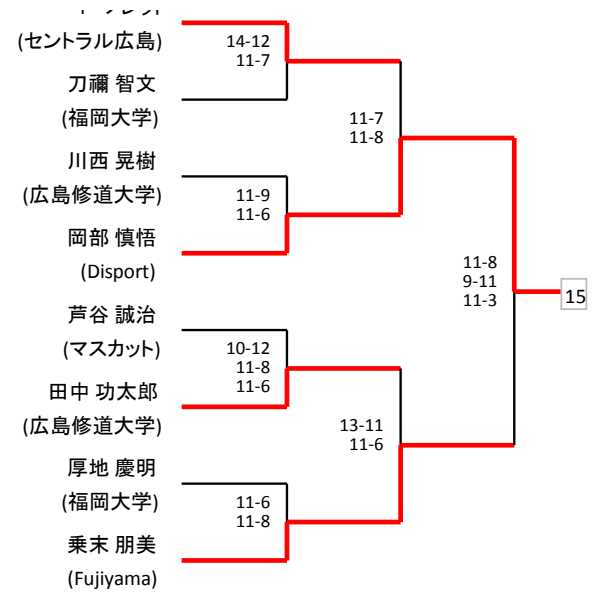 (セントラル広島)
刀禰 智文
(福岡大学)
川西 晃樹
(広島修道大学)
岡部 慎悟
(Disport)
芦谷 誠治
(マスカット)
田中 功太郎
(広島修道大学)
厚地 慶明
(福岡大学)
乗末 朋美
(Fujiyama)
14-12
11-7
11-9
11-6
10-12
11-8
11-6
11-6
11-8
11-7
11-8
13-11
11-6
11-8
9-11
11-3
15